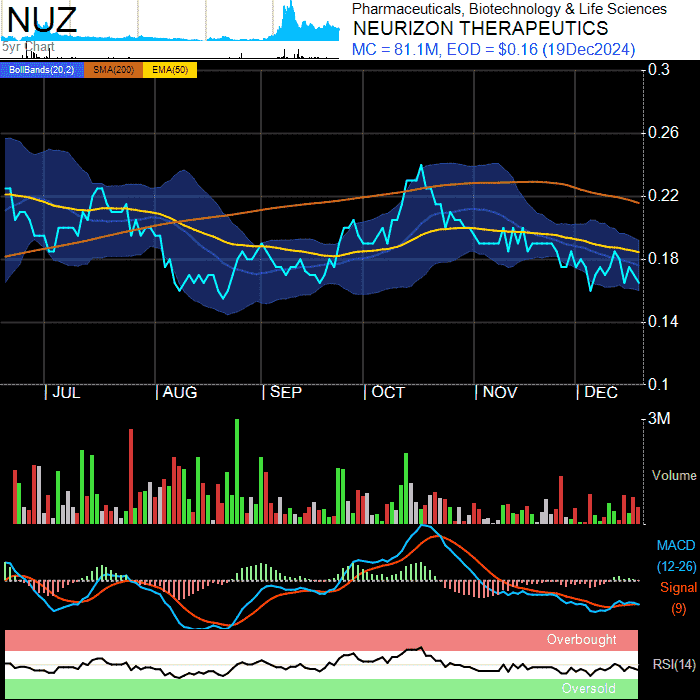 NUZ
5yr Chart
Pharmaceuticals, Biotechnology & Life Sciences
NEURIZON THERAPEUTICS
MC = 81.1M, EOD = $0.16 (19Dec2024)
BollBands(20,2) SMA(200) EMA(50)
0.3
0.26
0.22
0.18
0.14
0.1
| JUL | AUG | SEP | OCT | NOV | DEC
3M
Volume
MACD
(12-26)
Signal
(9)
Overbought
RSI(14)
Oversold